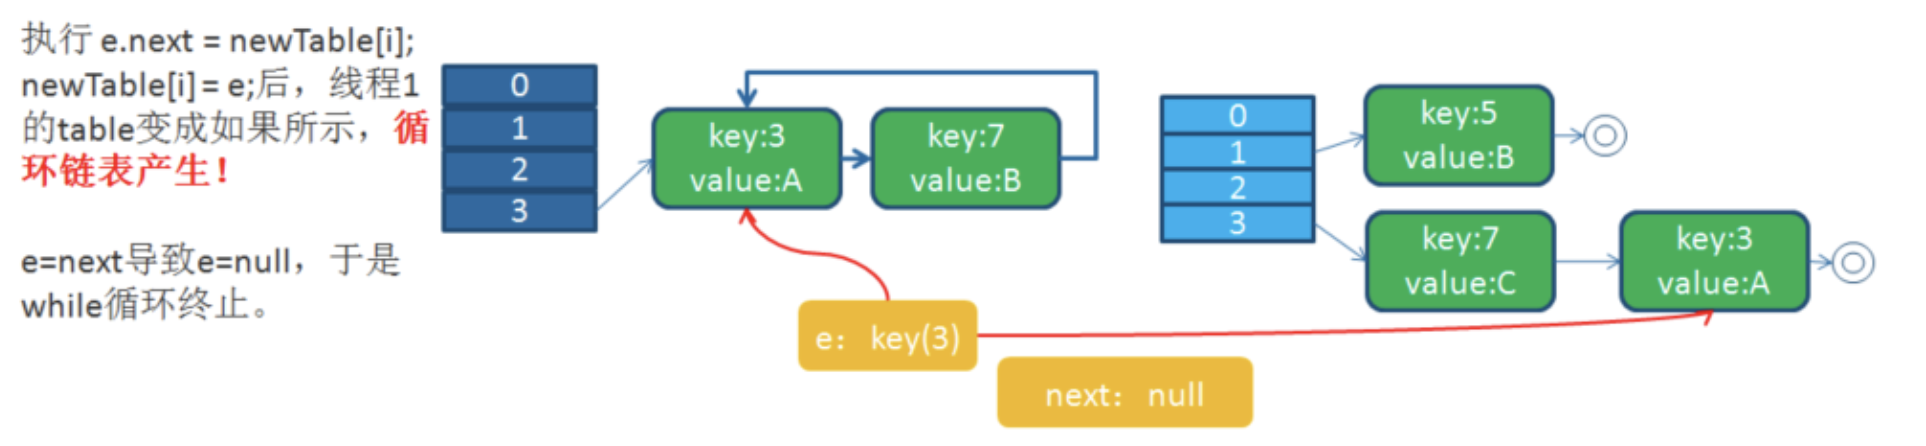 执行 e.next = newTable[i];
newTable[i] = e;后，线程1
的table变成如果所示，循
环链表产生！
e=next导致e=null，于是
while循环终止。
0
1
2
3
key:3
value:A
key:7
value:B
0
1
2
3
key:5
value:B
key:7
value:C
key:3
value:A
e：key(3)
next：null